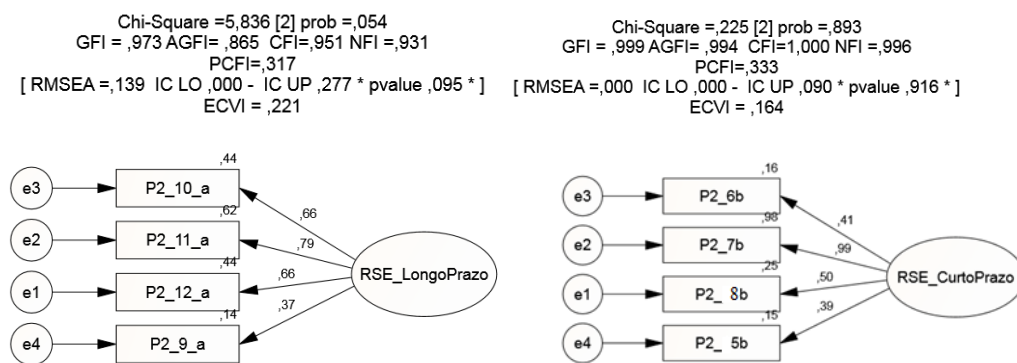 Chi-Square =5,836 [2] prob =,054
GFI = ,973 AGFI= ,865 CFI=,951 NFI =,931
PCFI=,317
[ RMSEA =,139 IC LO ,000 - IC UP ,277 * pvalue ,095 * ]
ECVI = ,221
,44
e3
P2_10_a
,66
,62
e2
P2_11_a
,79
,44
e1
P2_12_a
,66
,14
e4
P2_9_a
,37
RSE_LongoPrazo
Chi-Square =,225 [2] prob =,893
GFI = ,999 AGFI= ,994 CFI=1,000 NFI =,996
PCFI=,333
[ RMSEA =,000 IC LO ,000 - IC UP ,090 * pvalue ,916 * ]
ECVI = ,164
,16
e3
P2_6b
,41
,98
e2
P2_7b
,99
,25
e1
P2_ 8b
,50
,15
e4
P2_ 5b
,39
RSE_CurtoPrazo